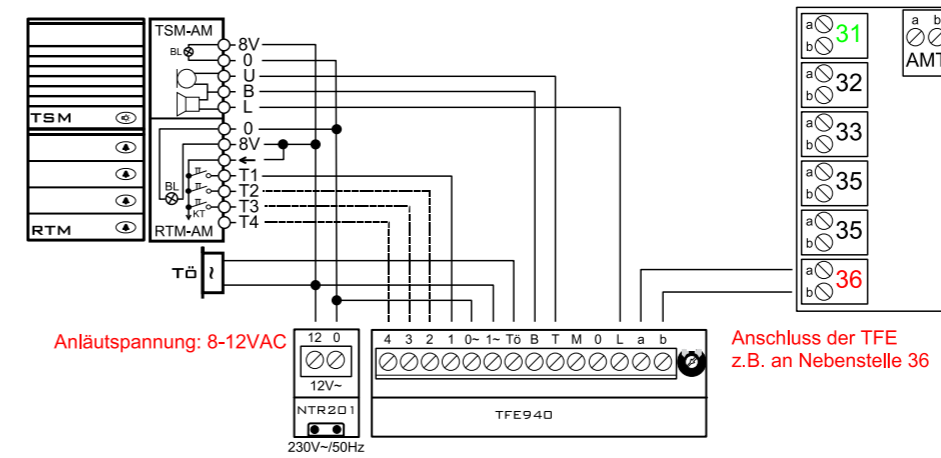 TSM-AM
BL
8V
0
U
B
L
TSM
0
8V
←
T1
T2
T3
T4
BL
π
π
π
KT
RTM
RTM-AM
TÖ
~
Anläutspannung: 8-12VAC
12 0
12V~
NTR201
230V~/50Hz
4 3 2 1 0~ 1~ TÖ B T M 0 L a b
TFE940
a
b
31
a
b
32
a
b
33
a
b
35
a
b
35
a
b
36
a b
AMT
Anschluss der TFE
z.B. an Nebenstelle 36